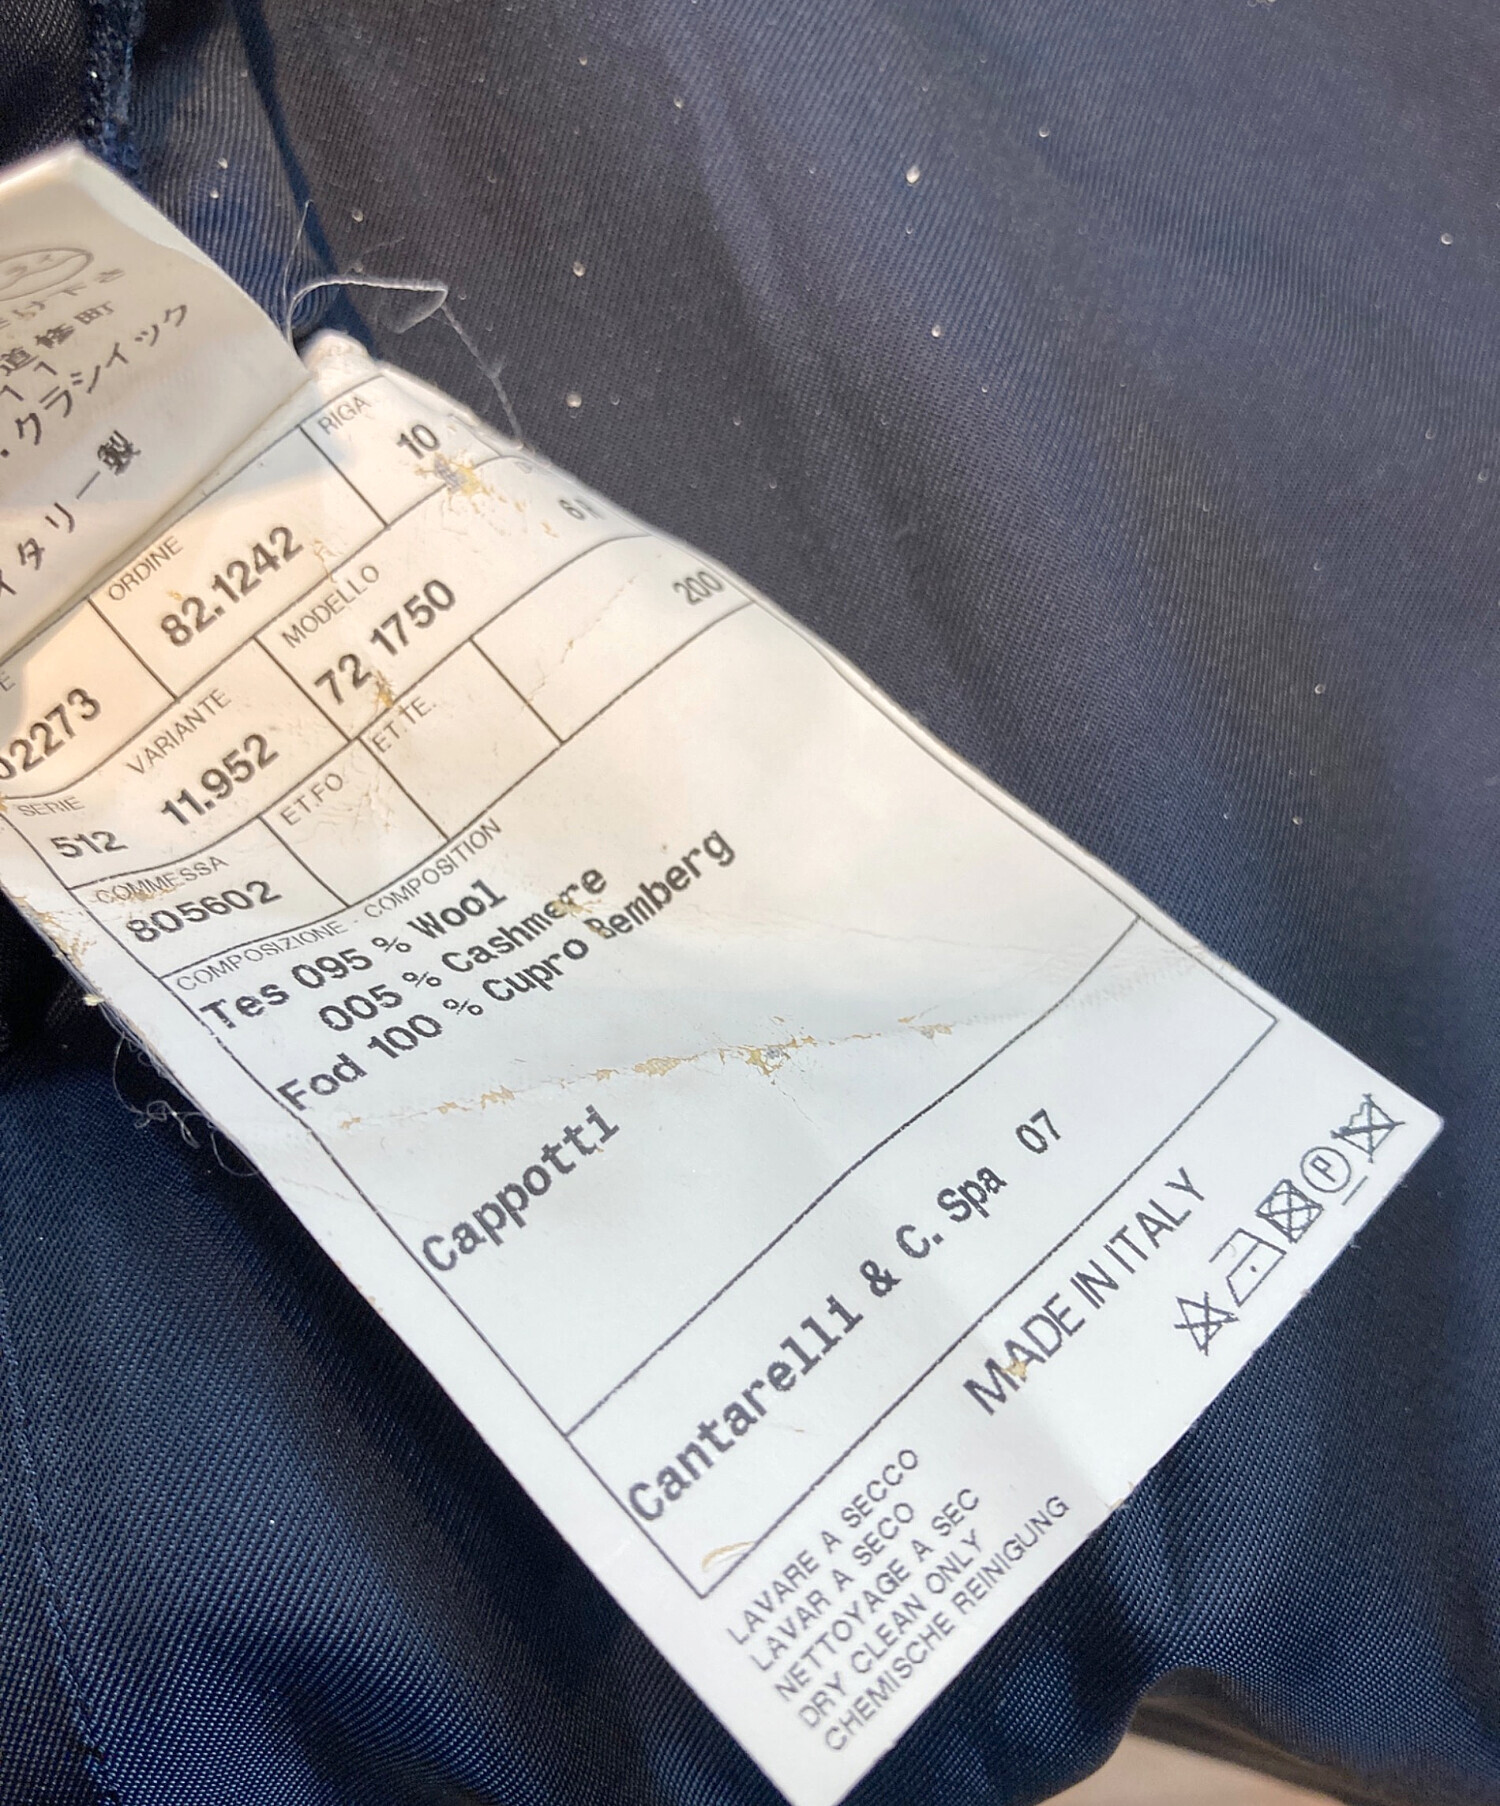 道修町
11
.クラシイック
イタリー製
RIGA
10
ORDINE
82.1242
02273
MODELLO
72 1750
VARIANTE
11.952
SERIE
512
ET.TE.
200
ET.FO
COMMESSA
805602
COMPOSIZIONE - COMPOSITION
Tes 095 % Wool
005 % Cashmere
Fod 100 % Cupro Bemberg
Cappotti
Cantarelli & C. Spa 07
MADE IN ITALY
P
LAVARE A SECCO
LAVAR A SECO
NETTOYAGE A SEC
DRY CLEAN ONLY
CHEMISCHE REINIGUNG